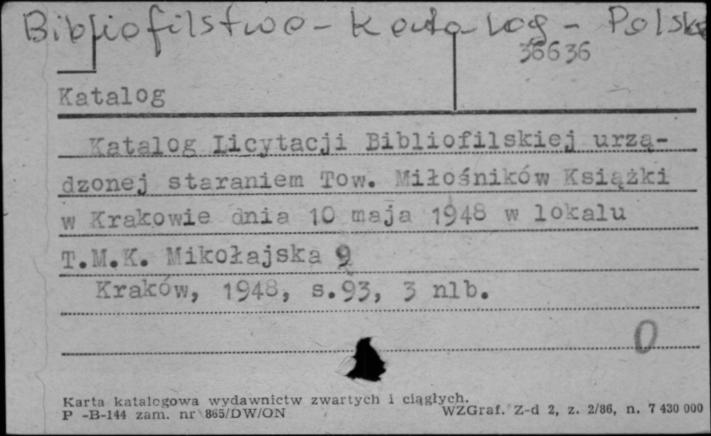 Bibliofilstwo - Katalog - Polska
36636
Katalog
Katalog Licytacji Bibliofilskiej urzą-
dzonej staraniem Tow. Miłośników Książki
w Krakowie dnia 10 maja 1948 w lokalu
T.M.K. Mikołajska 9
Kraków, 1948, s.93, 3 nlb.
0
Karta katalogowa wydawnictw zwartych i ciągłych.
P -B-144 zam. nr 865/DW/ON WZGraf. Z-d 2, z. 2/86, n. 7 430 000